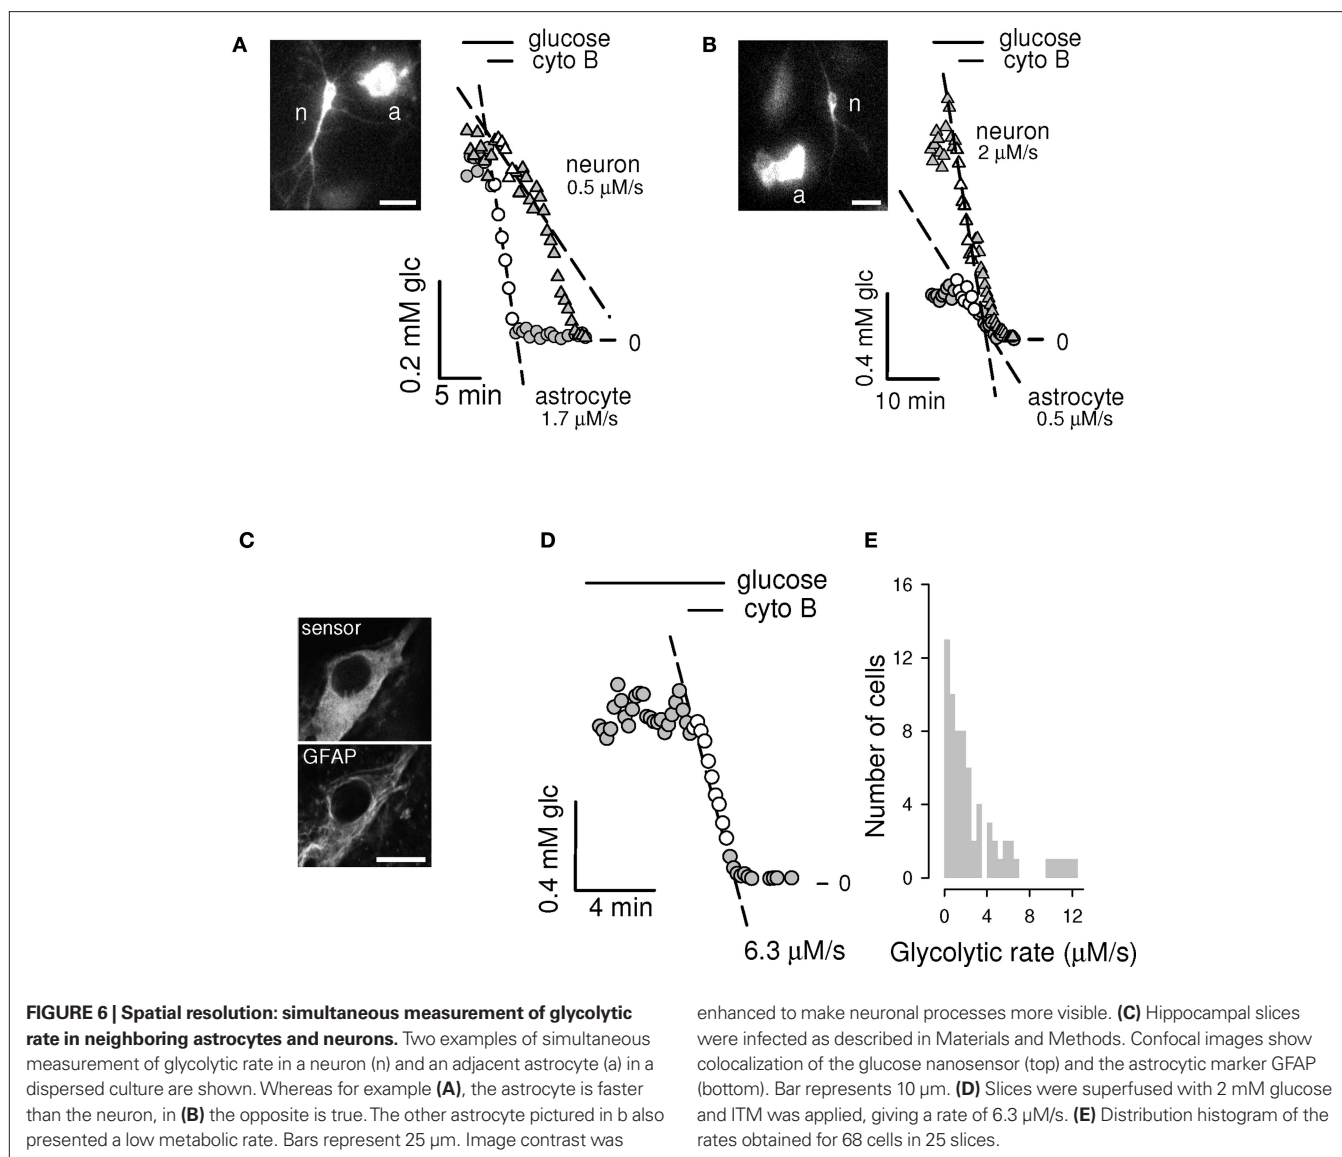 A
glucose
cyto B
n
a
neuron
0.5 µM/s
0.2 mM glc
5 min
0
astrocyte
1.7 µM/s
B
glucose
cyto B
n
a
neuron
2 µM/s
0.4 mM glc
10 min
0
astrocyte
0.5 µM/s
C
sensor
GFAP
D
glucose
cyto B
0.4 mM glc
4 min
0
6.3 µM/s
E
16
12
8
4
0
Number of cells
0 4 8 12
Glycolytic rate (µM/s)
FIGURE 6 | Spatial resolution: simultaneous measurement of glycolytic
rate in neighboring astrocytes and neurons. Two examples of simultaneous
measurement of glycolytic rate in a neuron (n) and an adjacent astrocyte (a) in a
dispersed culture are shown. Whereas for example (A), the astrocyte is faster
than the neuron, in (B) the opposite is true. The other astrocyte pictured in b also
presented a low metabolic rate. Bars represent 25 µm. Image contrast was
enhanced to make neuronal processes more visible. (C) Hippocampal slices
were infected as described in Materials and Methods. Confocal images show
colocalization of the glucose nanosensor (top) and the astrocytic marker GFAP
(bottom). Bar represents 10 µm. (D) Slices were superfused with 2 mM glucose
and ITM was applied, giving a rate of 6.3 µM/s. (E) Distribution histogram of the
rates obtained for 68 cells in 25 slices.